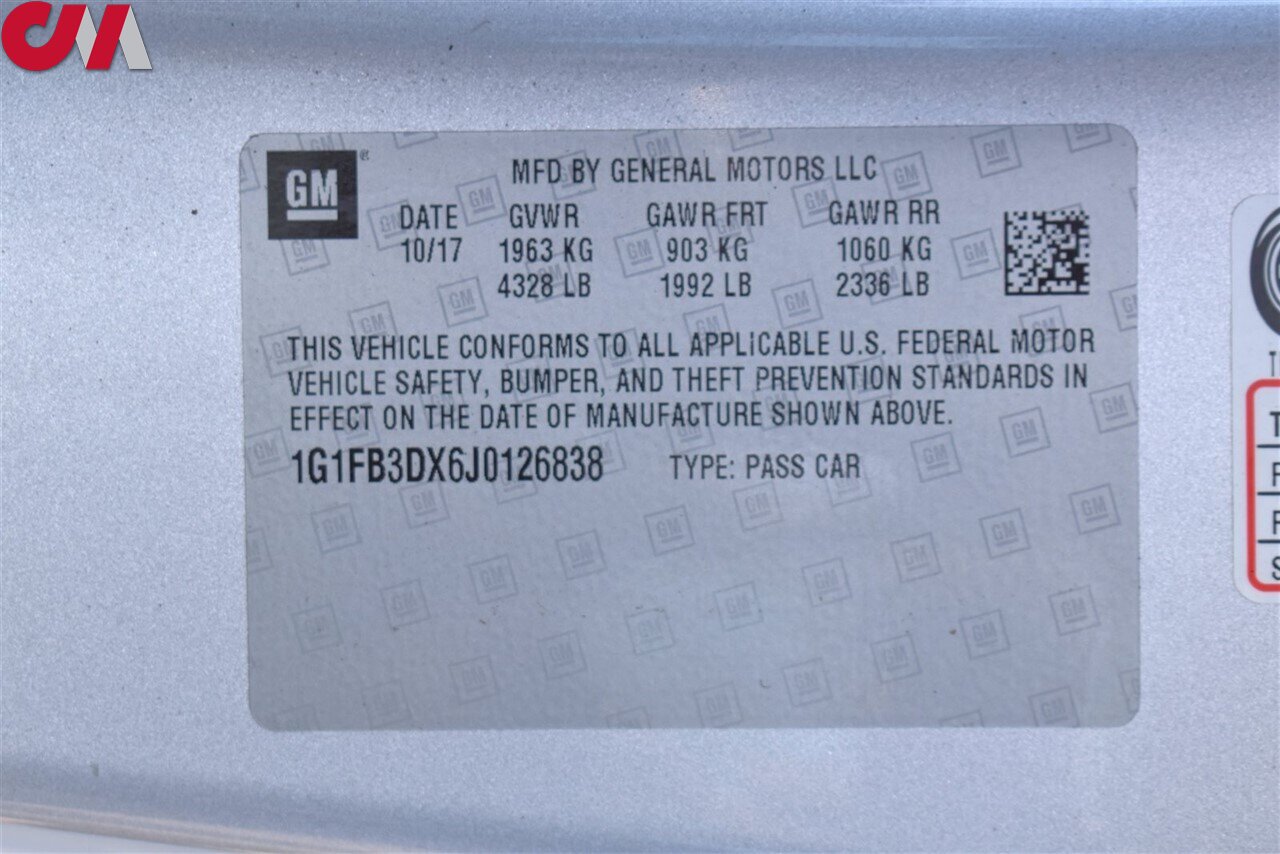 CM
GM
MFD BY GENERAL MOTORS LLC
DATE GVWR GAWR FRT GAWR RR
10/17 1963 KG 903 KG 1060 KG
4328 LB 1992 LB 2336 LB
THIS VEHICLE CONFORMS TO ALL APPLICABLE U.S. FEDERAL MOTOR
VEHICLE SAFETY, BUMPER, AND THEFT PREVENTION STANDARDS IN
EFFECT ON THE DATE OF MANUFACTURE SHOWN ABOVE.
1G1FB3DX6J0126838 TYPE: PASS CAR